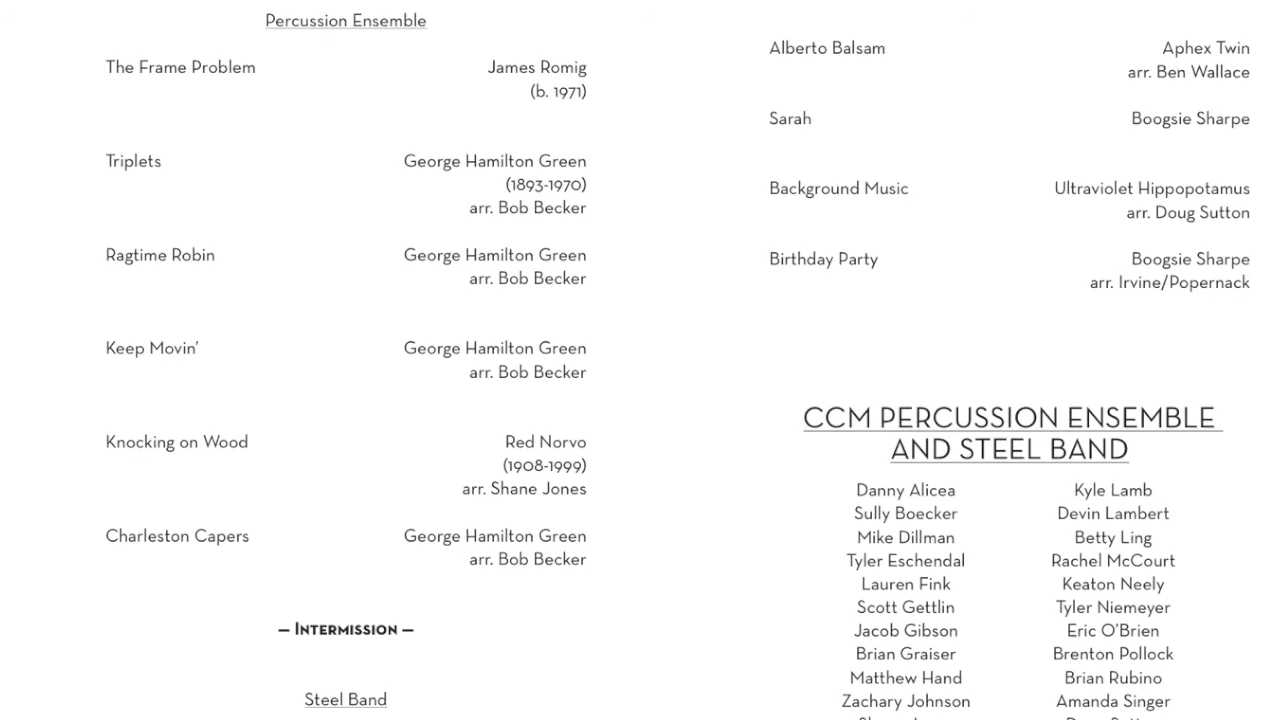 Percussion Ensemble
The Frame Problem James Romig
(b. 1971)
Triplets George Hamilton Green
(1893-1970)
arr. Bob Becker
Ragtime Robin George Hamilton Green
arr. Bob Becker
Keep Movin’ George Hamilton Green
arr. Bob Becker
Knocking on Wood Red Norvo
(1908-1999)
arr. Shane Jones
Charleston Capers George Hamilton Green
arr. Bob Becker
— Intermission —
Steel Band
Alberto Balsam Aphex Twin
arr. Ben Wallace
Sarah Boogsie Sharpe
Background Music Ultraviolet Hippopotamus
arr. Doug Sutton
Birthday Party Boogsie Sharpe
arr. Irvine/Popernack
CCM PERCUSSION ENSEMBLE
AND STEEL BAND
Danny Alicea Kyle Lamb
Sully Boecker Devin Lambert
Mike Dillman Betty Ling
Tyler Eschendal Rachel McCourt
Lauren Fink Keaton Neely
Scott Gettlin Tyler Niemeyer
Jacob Gibson Eric O’Brien
Brian Graiser Brenton Pollock
Matthew Hand Brian Rubino
Zachary Johnson Amanda Singer